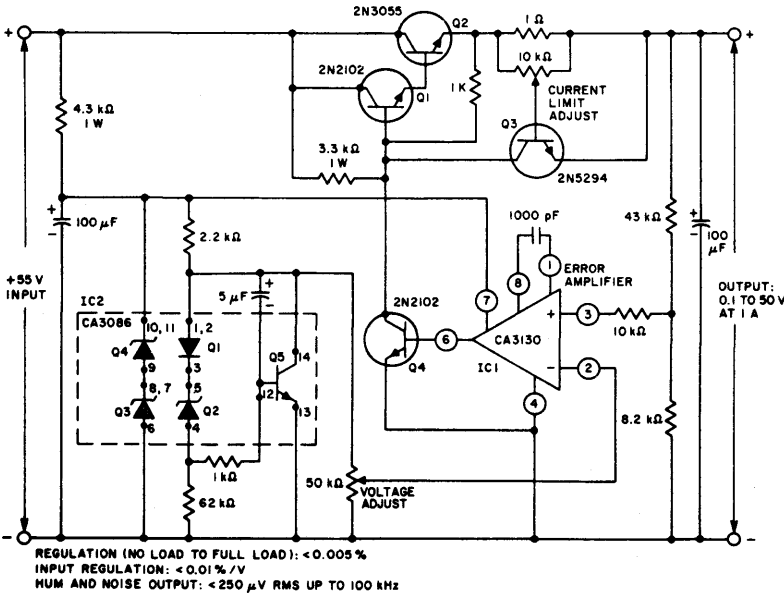 2N3055
Q2
1 Ω
+
+
2N2102
Q1
10 kΩ
1 K
CURRENT
LIMIT
ADJUST
4.3 kΩ
1 W
Q3
3.3 kΩ
1 W
2N5294
+
100 µF
-
2.2 kΩ
1000 pF
43 kΩ
+
100
µF
-
+55 V
INPUT
8
1
ERROR
AMPLIFIER
OUTPUT:
0.1 TO 50 V
AT 1 A
5 µF
+
-
7
IC2
CA3086
10, 11
1, 2
2N2102
+
3
10 kΩ
Q4
Q1
Q5
14
6
CA3130
IC1
9
3
Q4
-
2
8, 7
5
12
13
4
8.2 kΩ
Q3
Q2
6
4
1 kΩ
50 kΩ
VOLTAGE
ADJUST
62 kΩ
-
-
REGULATION (NO LOAD TO FULL LOAD): <0.005 %
INPUT REGULATION: <0.01 % / V
HUM AND NOISE OUTPUT: <250 µV RMS UP TO 100 kHz